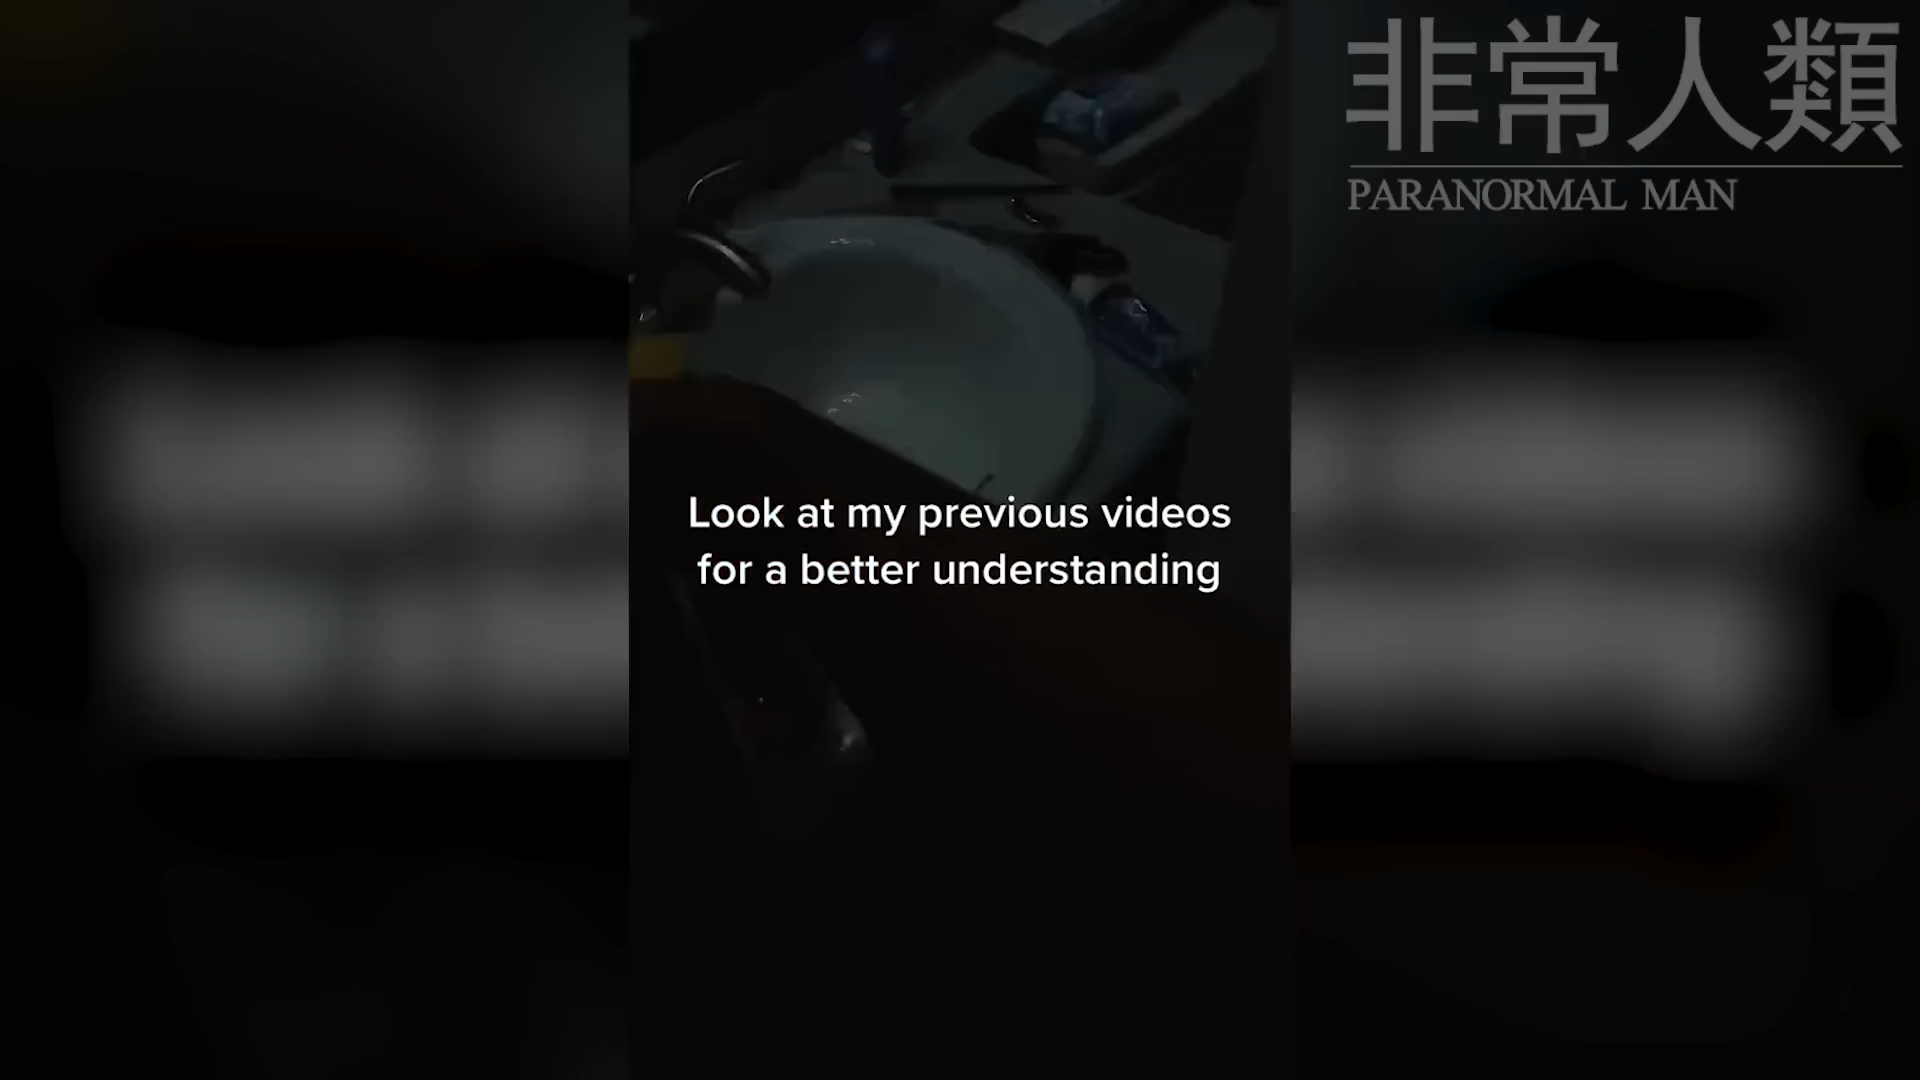 非常人類
PARANORMAL MAN
Look at my previous videos
for a better understanding